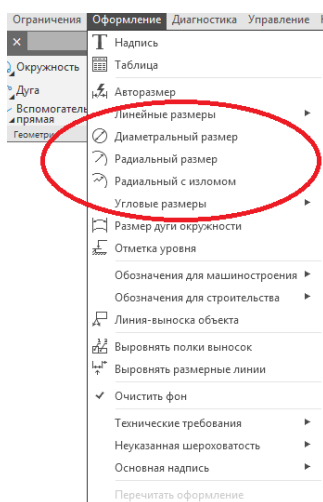 Ограничения Оформление Диагностика Управление
Надпись
Таблица
Окружность
Авторазмер
Дуга
Линейные размеры
Вспомогатель
прямая
Диаметральный размер
Геометри
Радиальный размер
Радиальный с изломом
Угловые размеры
Размер дуги окружности
Отметка уровня
Обозначения для машиностроения
Обозначения для строительства
Линия-выноска объекта
Выровнять полки выносок
Выровнять размерные линии
Очистить фон
Технические требования
Неуказанная шероховатость
Основная надпись
Перечитать оформление